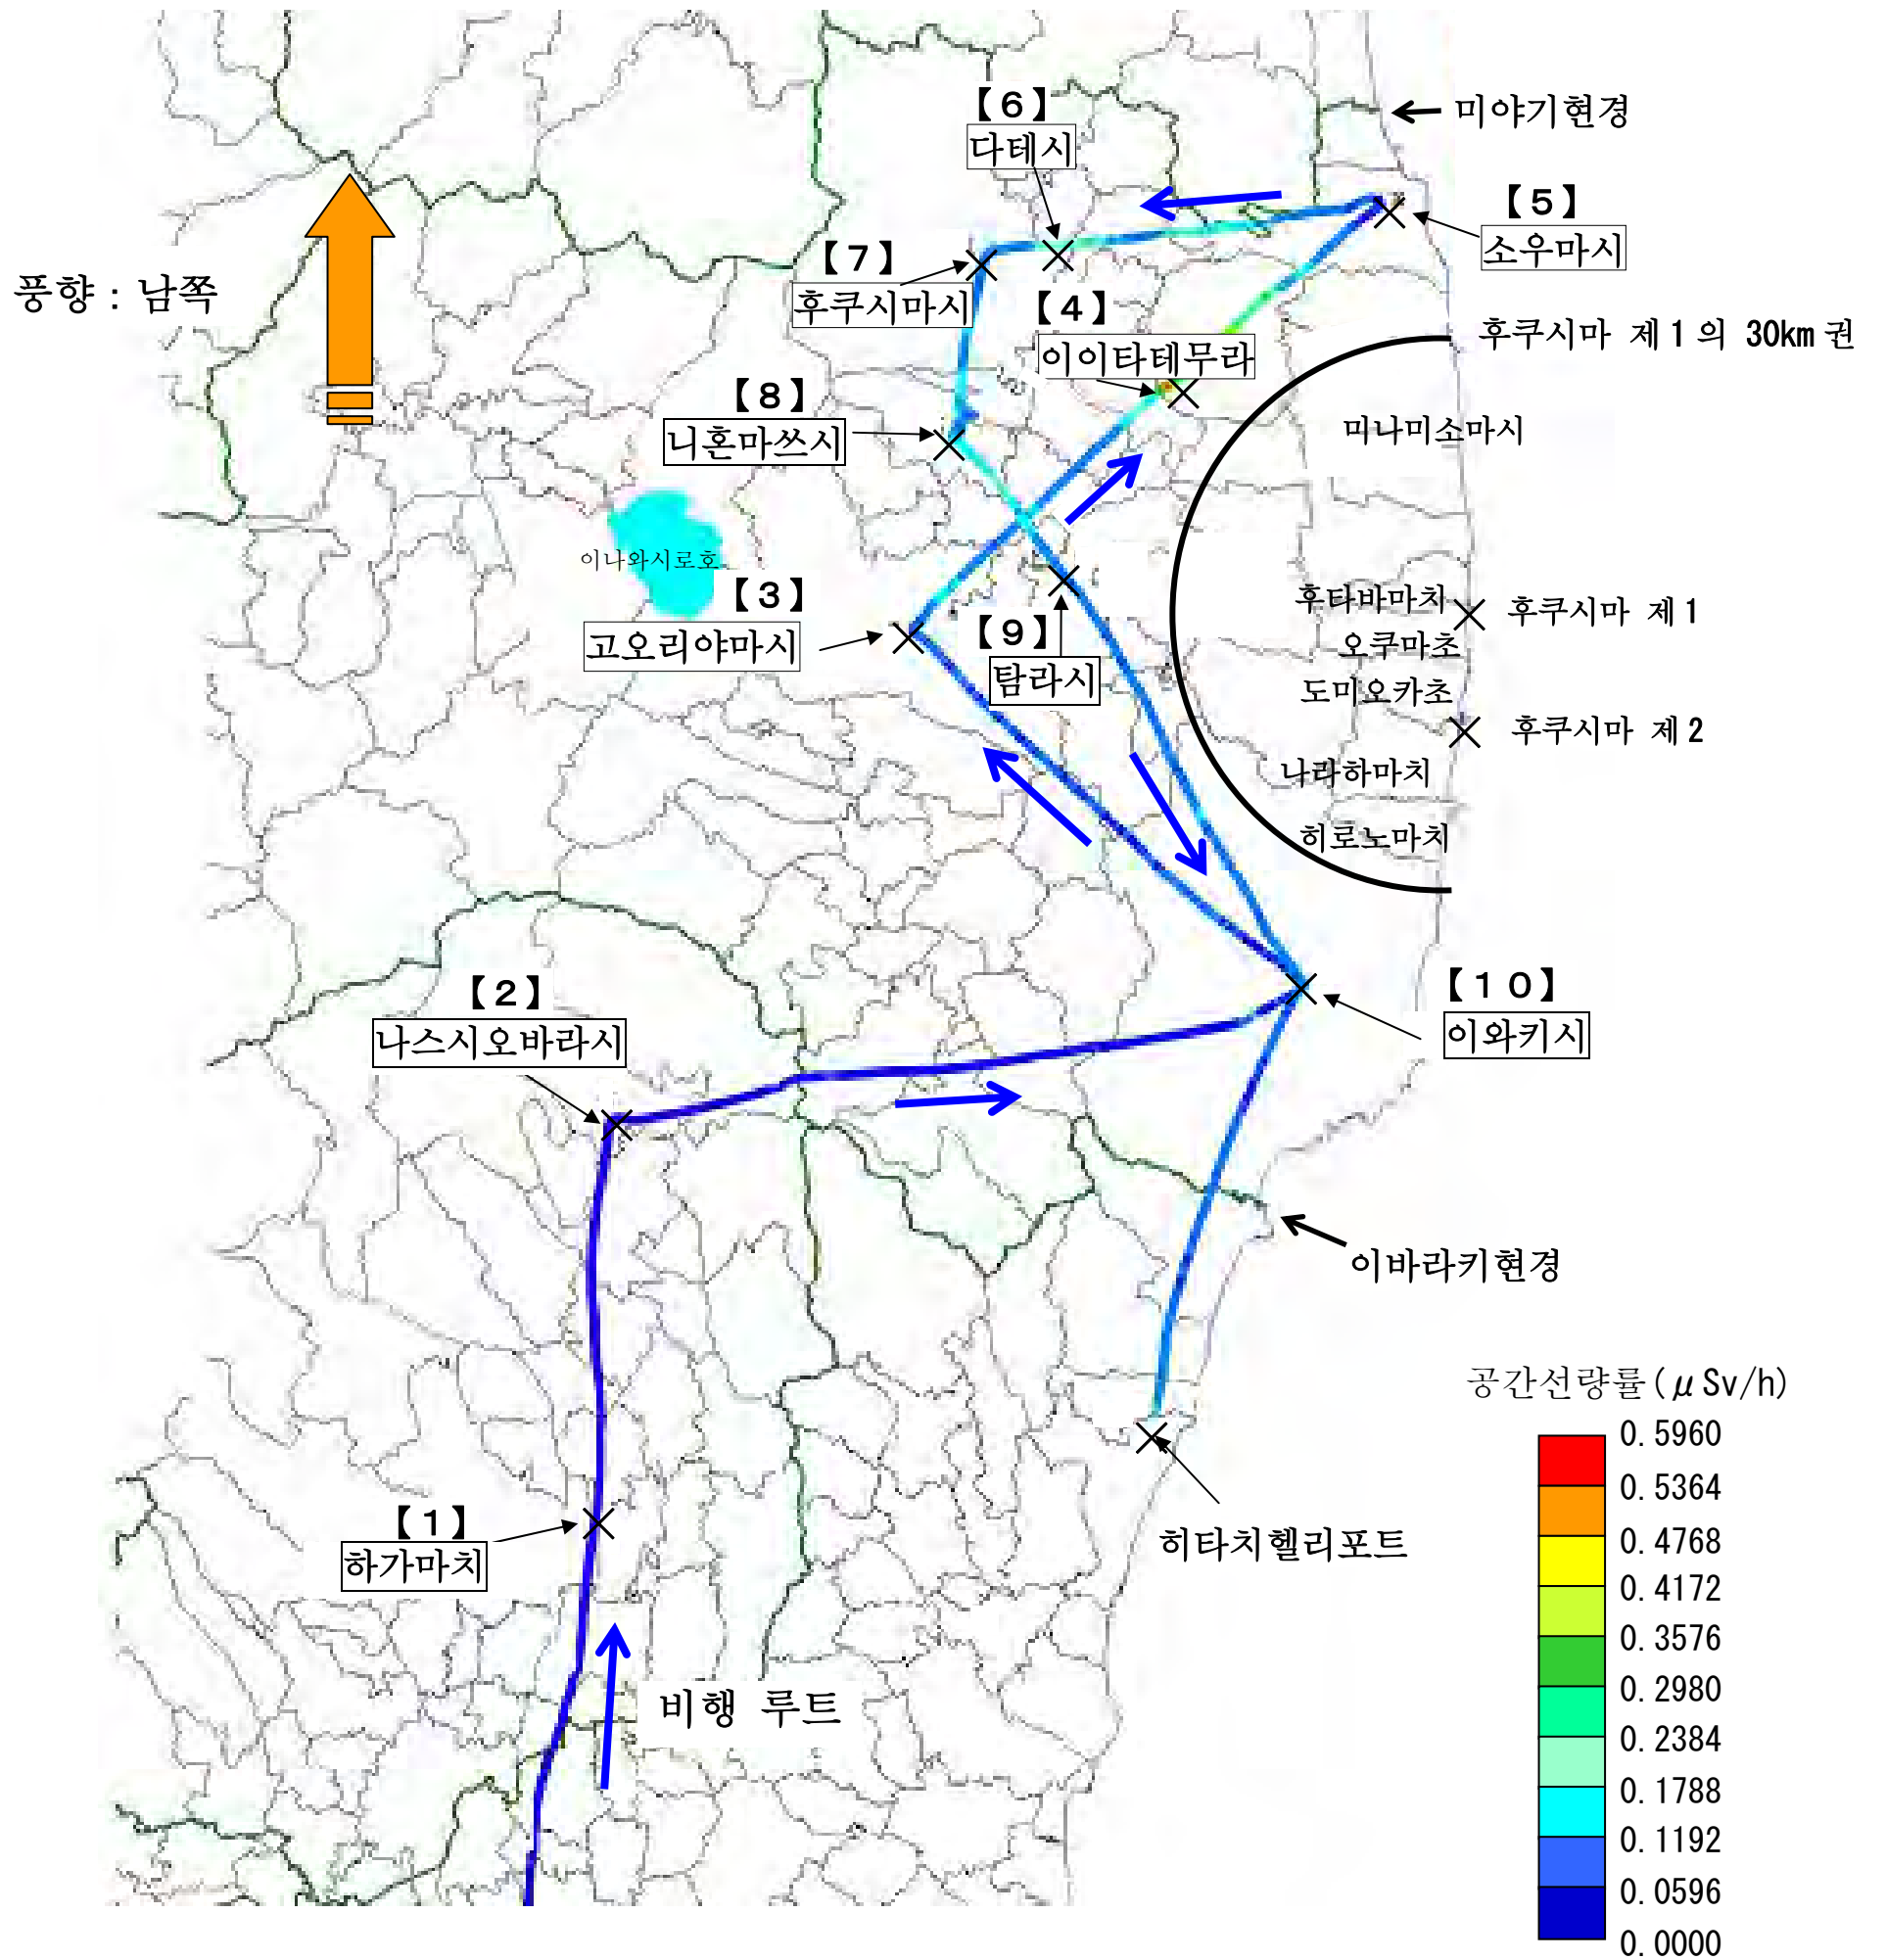 【６】
다테시
미야기현경
【５】
소우마시
【７】
후쿠시마시
풍향 : 남쪽
【４】
이이타테무라
후쿠시마 제 1 의 30km 권
【８】
니혼마쓰시
미나미소마시
이나와시로호
【３】
고오리야마시
【９】
탐라시
후타바마치
후쿠시마 제 1
오쿠마초
도미오카초
후쿠시마 제 2
나라하마치
히로노마치
【２】
나스시오바라시
【１０】
이와키시
이바라키현경
공간선량률(μSv/h)
0.5960
0.5364
0.4768
0.4172
0.3576
0.2980
0.2384
0.1788
0.1192
0.0596
0.0000
【１】
하가마치
히타치헬리포트
비행 루트